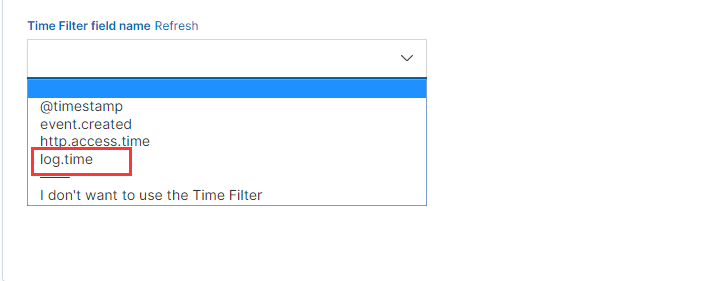 Time Filter field name Refresh
@timestamp
event.created
http.access.time
log.time
I don't want to use the Time Filter